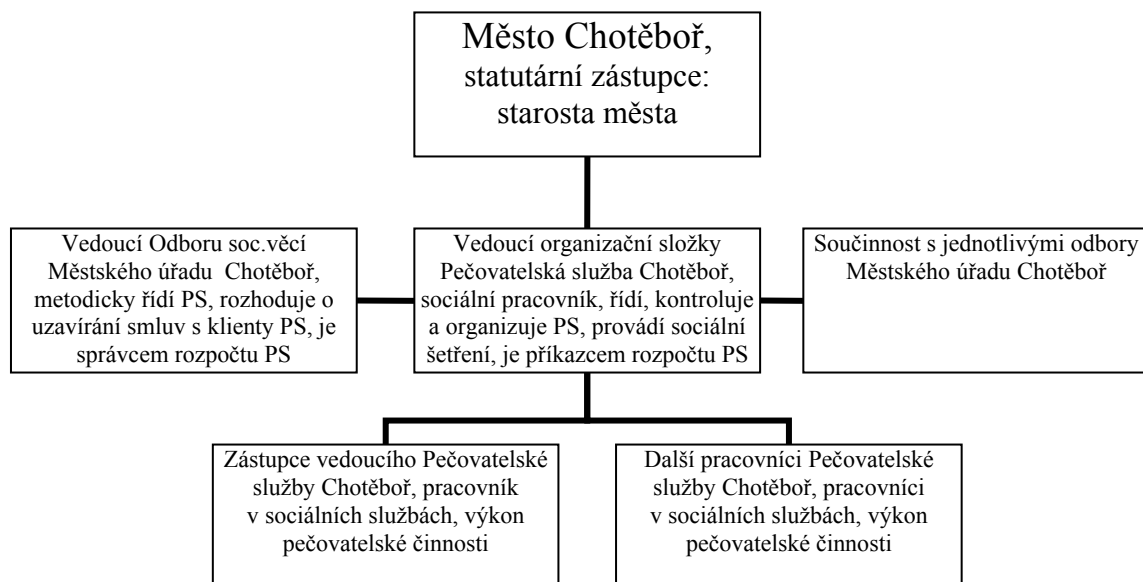 Město Chotěboř,
statutární zástupce:
starosta města
Vedoucí Odboru soc.věcí
Městského úřadu Chotěboř,
metodicky řídí PS, rozhoduje o
uzavírání smluv s klienty PS, je
správcem rozpočtu PS
Vedoucí organizační složky
Pečovatelská služba Chotěboř,
sociální pracovník, řídí, kontroluje
a organizuje PS, provádí sociální
šetření, je příkazcem rozpočtu PS
Součinnost s jednotlivými odbory
Městského úřadu Chotěboř
Zástupce vedoucího Pečovatelské
služby Chotěboř, pracovník
v sociálních službách, výkon
pečovatelské činnosti
Další pracovníci Pečovatelské
služby Chotěboř, pracovníci
v sociálních službách, výkon
pečovatelské činnosti